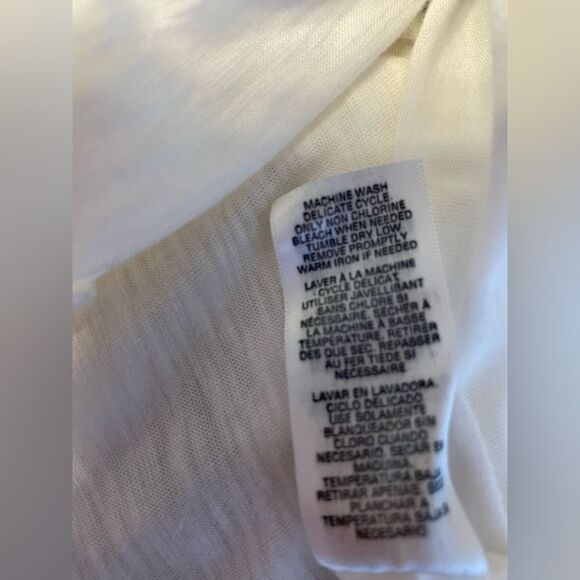 MACHINE WASH
DELICATE CYCLE.
ONLY NON CHLORINE
BLEACH WHEN NEEDED
TUMBLE DRY LOW
REMOVE PROMPTLY
WARM IRON IF NEEDED
LAVER À LA MACHINE
- CYCLE DÉLICAT,
UTILISER JAVELLISANT
SANS CHLORE SI
NÉCESSAIRE. SÉCHER À
LA MACHINE À BASSE
TEMPÉRATURE. RETIRER
DES QUE SEC. REPASSER
AU FER TIÈDE SI
NÉCESSAIRE
LAVAR EN LAVADORA.
CICLO DELICADO
USE SOLAMENTE
BLANQUEADOR SIN
CLORO CUANDO
NECESARIO. SECAR EN
MAQUINA,
TEMPERATURA BAJA
RETIRAR APENAS,
PLANCHAR A
TEMPERATURA BAJA
NECESARIO